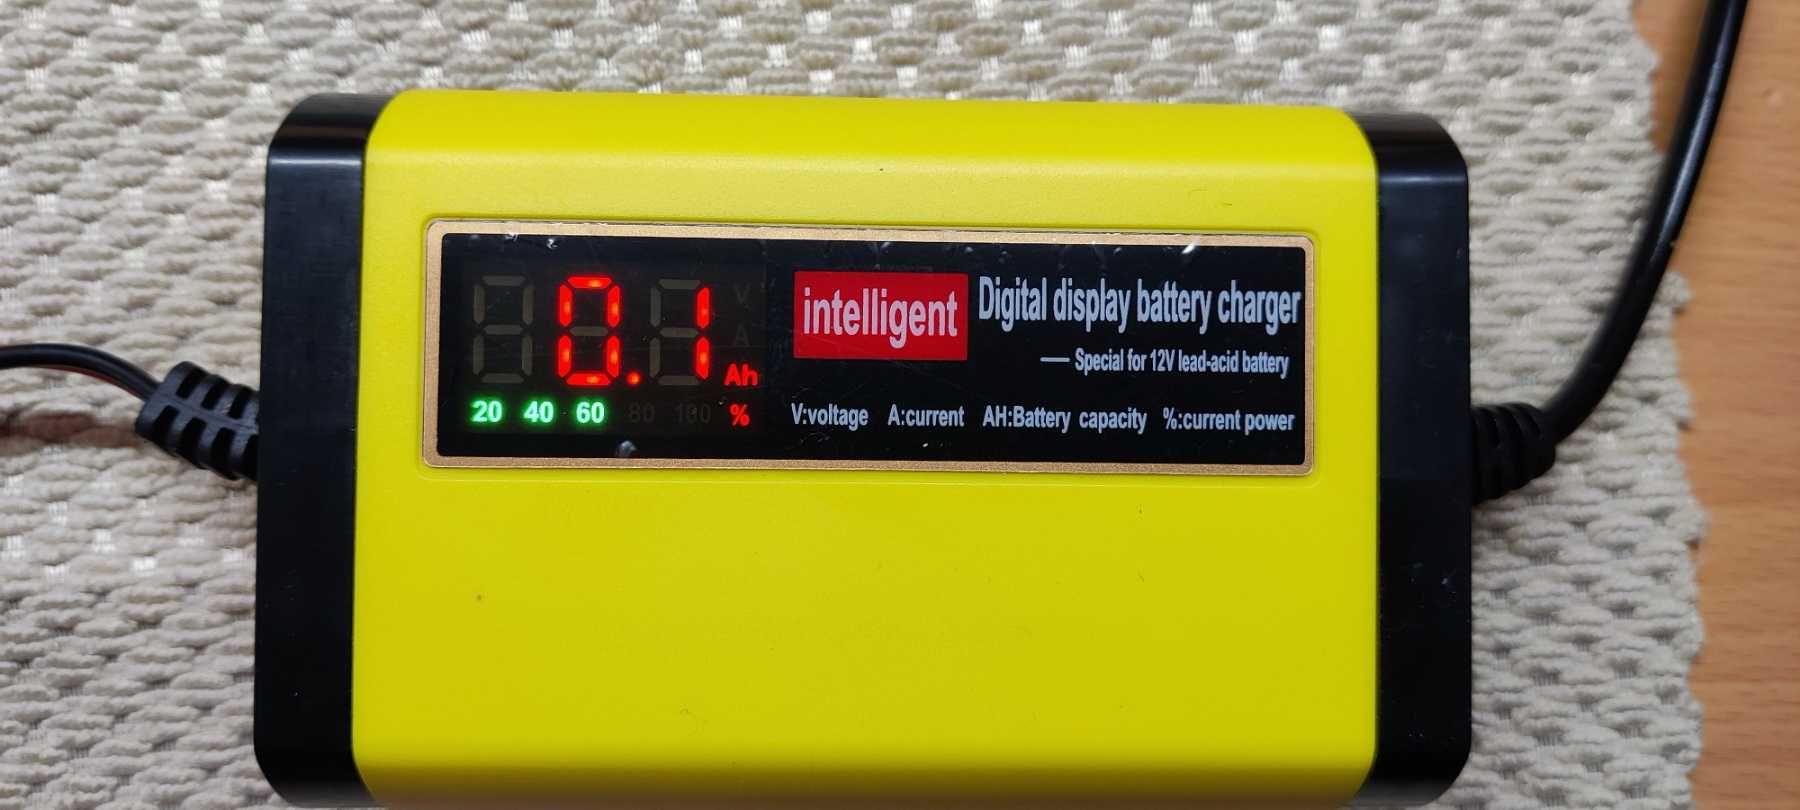 0.1 Ah
V
A
20 40 60 80 100 %
intelligent
Digital display battery charger
— Special for 12V lead-acid battery
V:voltage A:current AH:Battery capacity %:current power